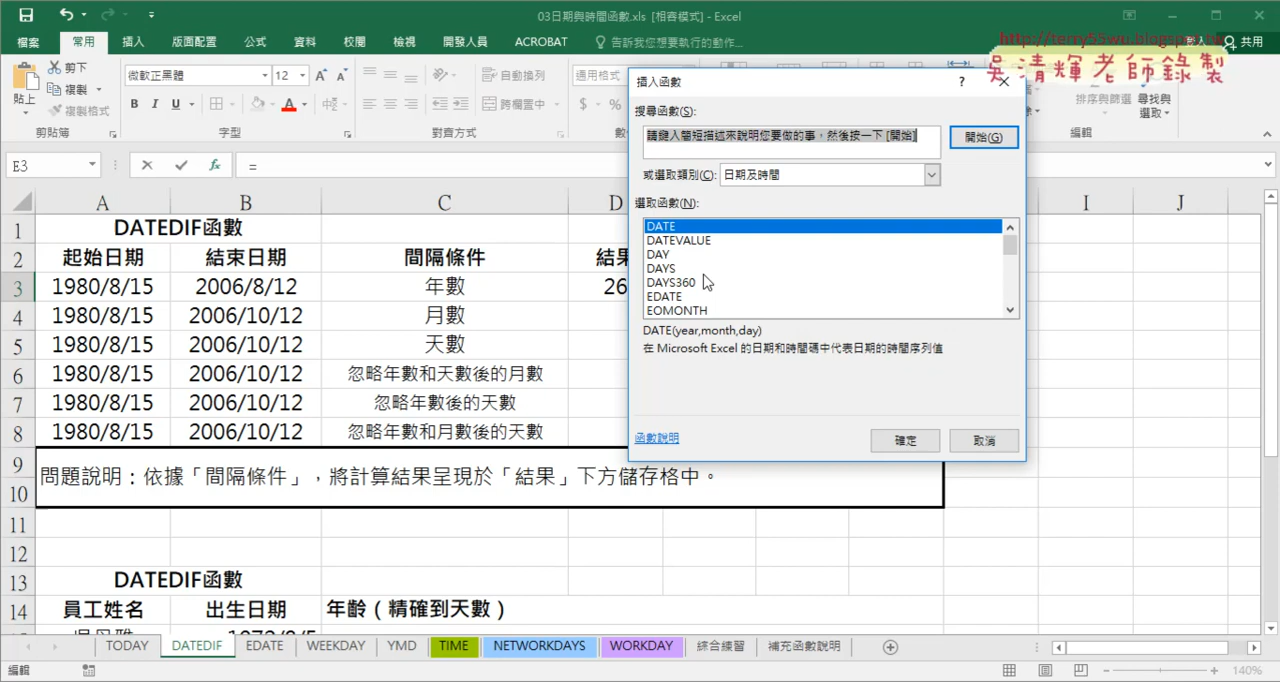 03日期與時間函數.xls [相容模式] - Excel
檔案 常用 插入 版面配置 公式 資料 校閱 檢視 開發人員 ACROBAT 告訴我您想要執行的動作... 共用
http://terry55wu.blogspot.tw
吳清輝老師錄製
貼上 剪下 複製 複製格式 剪貼簿
微軟正黑體 12
B I U 字型
自動換列 跨欄置中 對齊方式
通用格式
$ %
排序與篩選 尋找與選取 編輯
E3 =
插入函數
搜尋函數(S):
請鍵入簡短描述來說明您要做的事，然後按一下 [開始]
開始(G)
或選取類別(C): 日期及時間
選取函數(N):
DATE
DATEVALUE
DAY
DAYS
DAYS360
EDATE
EOMONTH
DATE(year,month,day)
在 Microsoft Excel 的日期和時間碼中代表日期的時間序列值
函數說明 確定 取消
A B C D I J
1 DATEDIF函數
2 起始日期 結束日期 間隔條件 結果
3 1980/8/15 2006/8/12 年數 26
4 1980/8/15 2006/10/12 月數
5 1980/8/15 2006/10/12 天數
6 1980/8/15 2006/10/12 忽略年數和天數後的月數
7 1980/8/15 2006/10/12 忽略年數後的天數
8 1980/8/15 2006/10/12 忽略年數和月數後的天數
9 問題說明：依據「間隔條件」，將計算結果呈現於「結果」下方儲存格中。
10
11
12
13 DATEDIF函數
14 員工姓名 出生日期 年齡（精確到天數）
TODAY DATEDIF EDATE WEEKDAY YMD TIME NETWORKDAYS WORKDAY 綜合練習 補充函數說明
編輯 140%